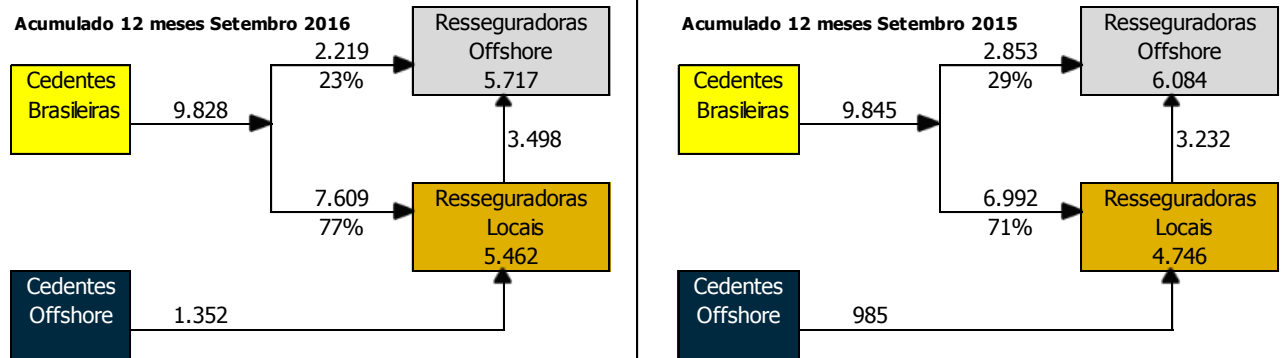 Acumulado 12 meses Setembro 2016
Resseguradoras
Offshore
5.717
2.219
23%
Cedentes
Brasileiras
9.828
3.498
7.609
77%
Resseguradoras
Locais
5.462
Cedentes
Offshore
1.352
Acumulado 12 meses Setembro 2015
Resseguradoras
Offshore
6.084
2.853
29%
Cedentes
Brasileiras
9.845
3.232
6.992
71%
Resseguradoras
Locais
4.746
Cedentes
Offshore
985